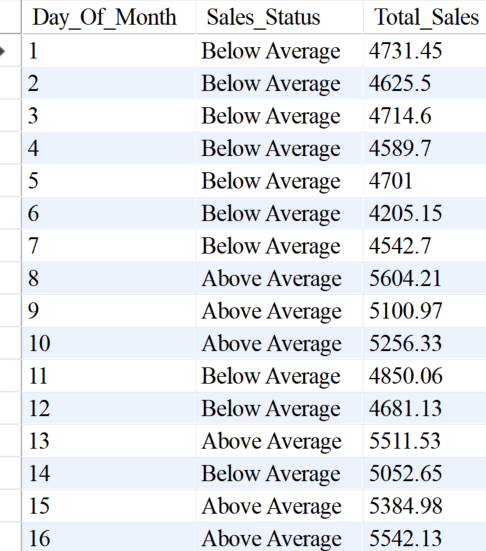 Day_Of_Month Sales_Status Total_Sales
1 Below Average 4731.45
2 Below Average 4625.5
3 Below Average 4714.6
4 Below Average 4589.7
5 Below Average 4701
6 Below Average 4205.15
7 Below Average 4542.7
8 Above Average 5604.21
9 Above Average 5100.97
10 Above Average 5256.33
11 Below Average 4850.06
12 Below Average 4681.13
13 Above Average 5511.53
14 Below Average 5052.65
15 Above Average 5384.98
16 Above Average 5542.13